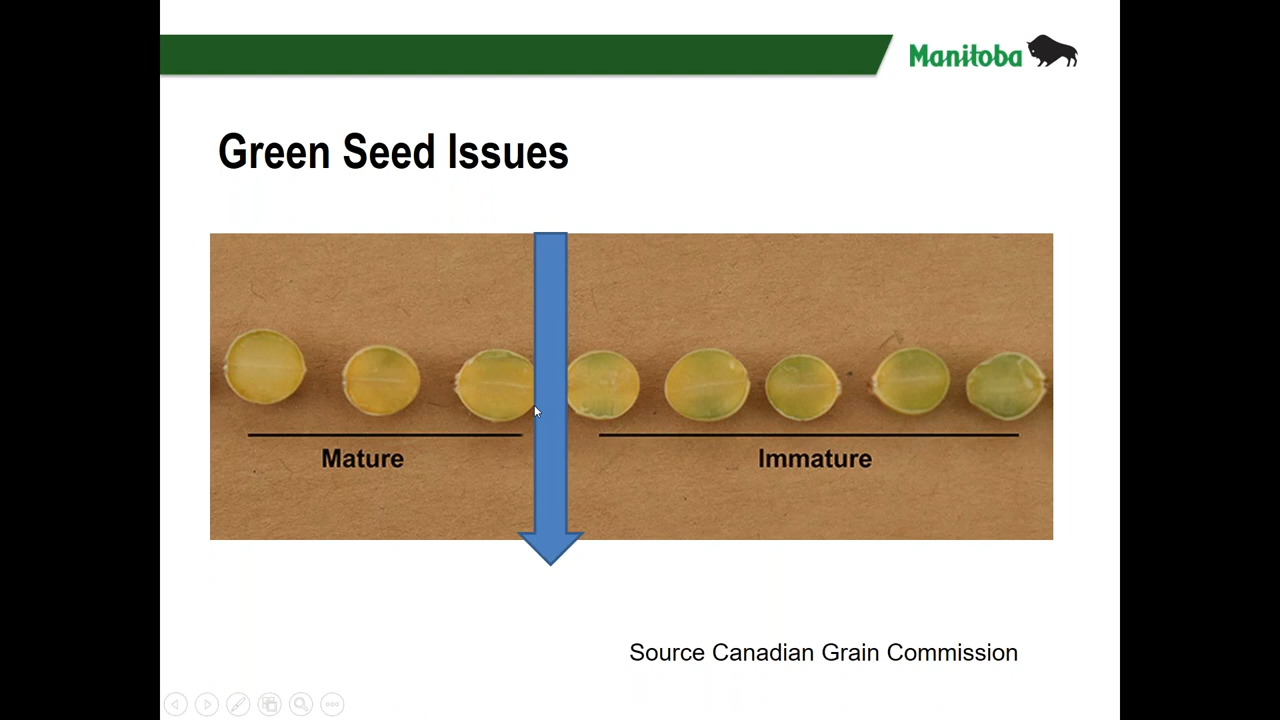 Manitoba
Green Seed Issues
Mature
Immature
Source Canadian Grain Commission